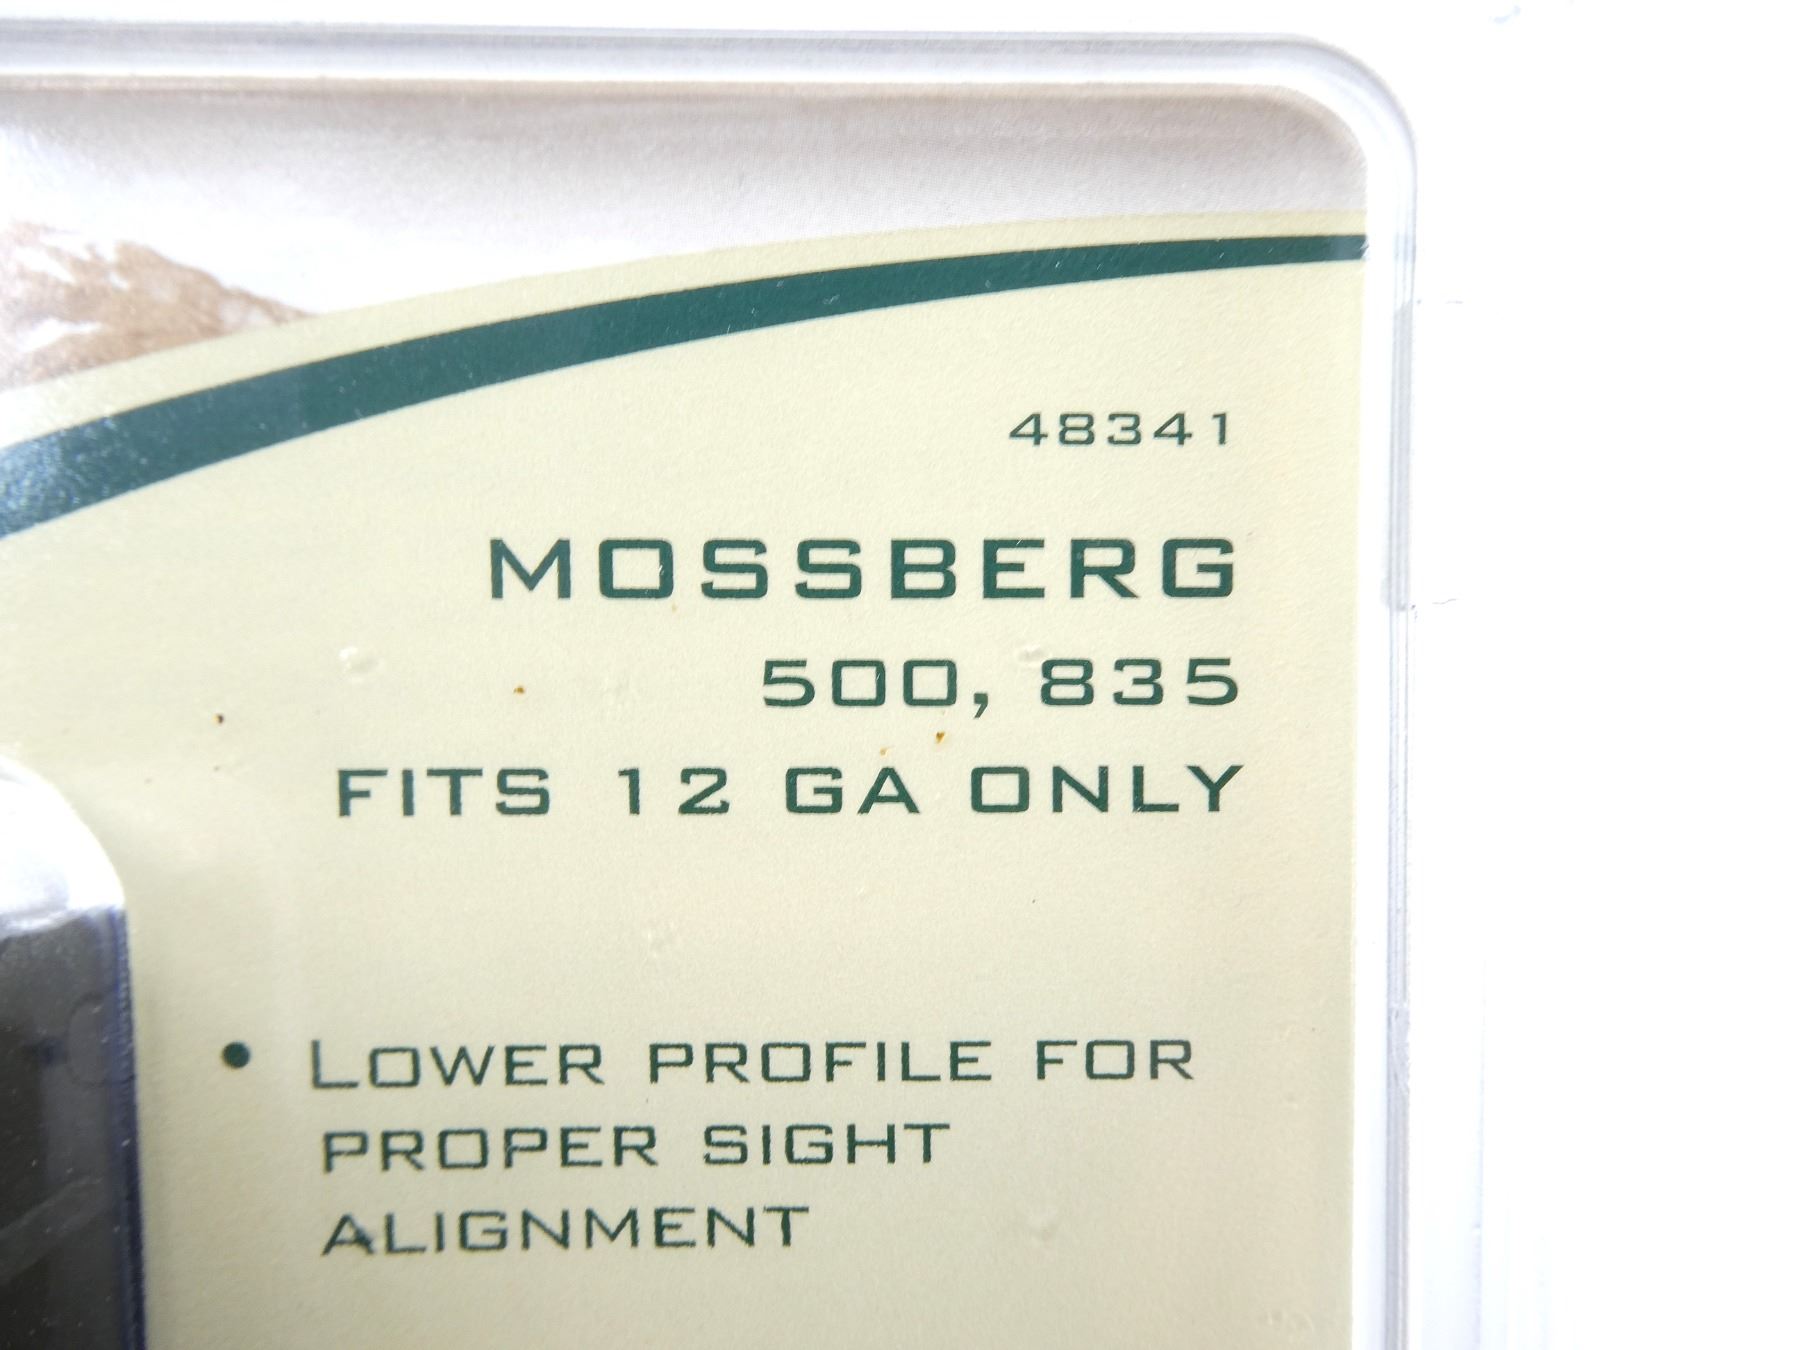 48341
MOSSBERG
500, 835
FITS 12 GA ONLY
• LOWER PROFILE FOR
PROPER SIGHT
ALIGNMENT